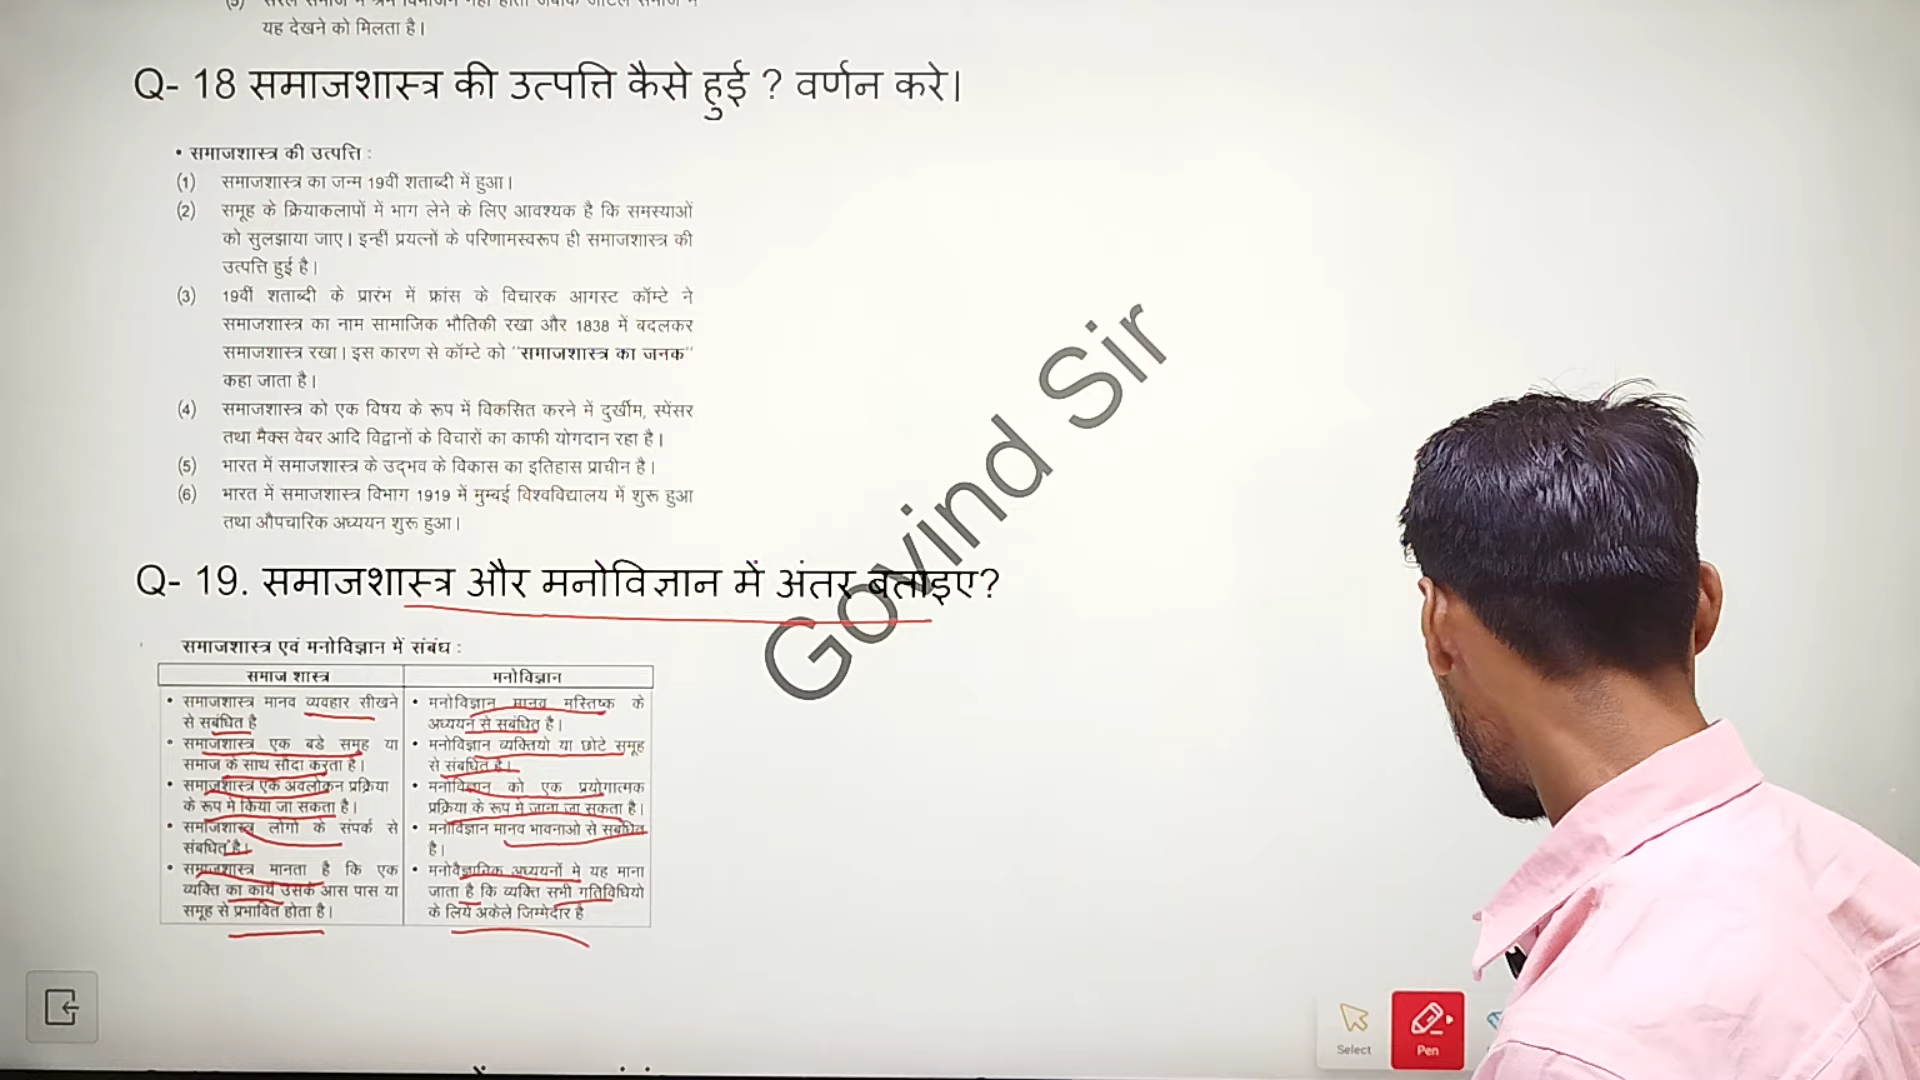 यह देखने को मिलता है।
Q- 18 समाजशास्त्र की उत्पत्ति कैसे हुई ? वर्णन करे।
• समाजशास्त्र की उत्पत्ति :
(1) समाजशास्त्र का जन्म 19वीं शताब्दी में हुआ।
(2) समूह के क्रियाकलापों में भाग लेने के लिए आवश्यक है कि समस्याओं
को सुलझाया जाए। इन्हीं प्रयत्नों के परिणामस्वरूप ही समाजशास्त्र की
उत्पत्ति हुई है।
(3) 19वीं शताब्दी के प्रारंभ में फ्रांस के विचारक आगस्ट कॉम्टे ने
समाजशास्त्र का नाम सामाजिक भौतिकी रखा और 1838 में बदलकर
समाजशास्त्र रखा। इस कारण से कॉम्टे को "समाजशास्त्र का जनक"
कहा जाता है।
(4) समाजशास्त्र को एक विषय के रूप में विकसित करने में दुर्खीम, स्पेंसर
तथा मैक्स वेबर आदि विद्वानों के विचारों का काफी योगदान रहा है।
(5) भारत में समाजशास्त्र के उद्भव के विकास का इतिहास प्राचीन है।
(6) भारत में समाजशास्त्र विभाग 1919 में मुम्बई विश्वविद्यालय में शुरू हुआ
तथा औपचारिक अध्ययन शुरू हुआ।
Govind Sir
Q- 19. समाजशास्त्र और मनोविज्ञान में अंतर बताइए?
समाजशास्त्र एवं मनोविज्ञान में संबंध :
समाज शास्त्र
• समाजशास्त्र मानव व्यवहार सीखने
से सबंधित है
• समाजशास्त्र एक बडे समूह या
समाज के साथ सौदा करता है।
• समाजशास्त्र एक अवलोकन प्रक्रिया
के रूप मे किया जा सकता है।
• समाजशास्त्र लोगो के संपर्क से
संबधित है।
• समाजशास्त्र मानता है कि एक
व्यक्ति का कार्य उसके आस पास या
समूह से प्रभावित होता है।
मनोविज्ञान
• मनोविज्ञान मानव मस्तिष्क के
अध्ययन से सबंधित है।
• मनोविज्ञान व्यक्तियो या छोटे समूह
से संबधित है।
• मनोविज्ञान को एक प्रयोगात्मक
प्रक्रिया के रूप मे जाना जा सकता है।
• मनोविज्ञान मानव भावनाओ से सबंधित
है।
• मनोवैज्ञानिक अध्ययनों मे यह माना
जाता है कि व्यक्ति सभी गतिविधियो
के लिये अकेले जिम्मेदार है
Select
Pen